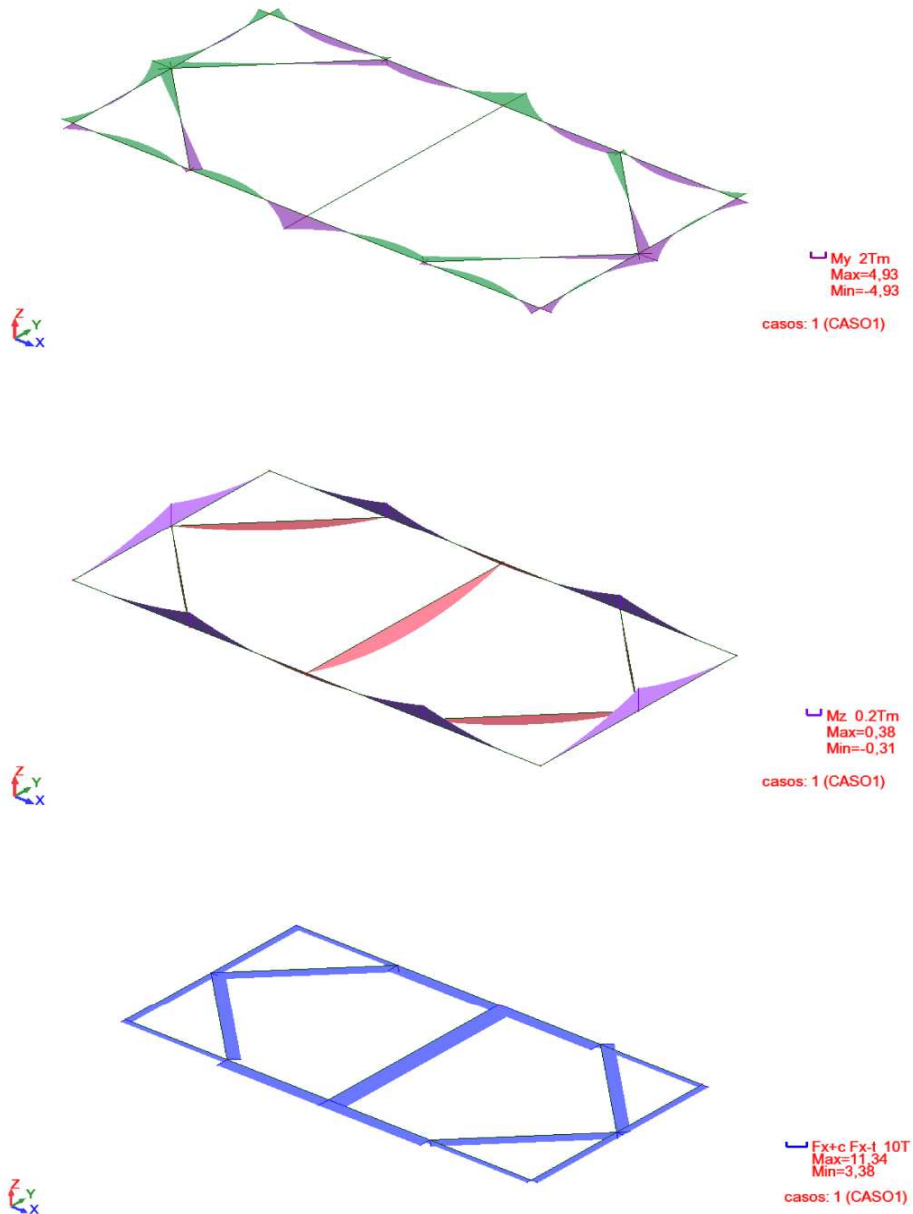 My 2Tm
Max=4,93
Min=-4,93
casos: 1 (CASO1)
Z
Y
X
Mz 0.2Tm
Max=0,38
Min=-0,31
casos: 1 (CASO1)
Z
Y
X
Fx+c Fx-t 10T
Max=11,34
Min=3,38
casos: 1 (CASO1)
Z
Y
X